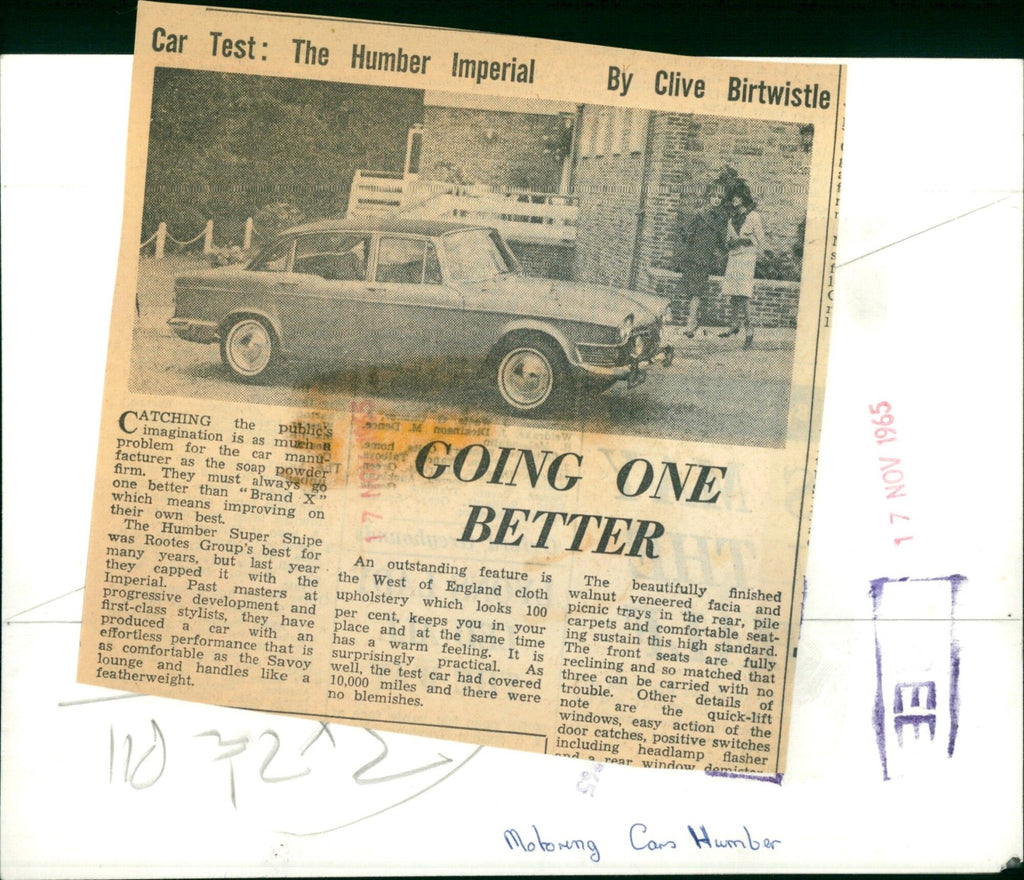 Car Test: The Humber Imperial By Clive Birtwistle
GOING ONE
BETTER
CATCHING the public's
imagination is as much a
problem for the car manu-
facturer as the soap powder
firm. They must always go
one better than "Brand X"
which means improving on
their own best.
The Humber Super Snipe
was Rootes Group's best for
many years, but last year
they capped it with the
Imperial. Past masters at
progressive development and
first-class stylists, they have
produced a car with an
effortless performance that is
as comfortable as the Savoy
lounge and handles like a
featherweight.
An outstanding feature is
the West of England cloth
upholstery which looks 100
per cent, keeps you in your
place and at the same time
has a warm feeling. It is
surprisingly practical. As
well, the test car had covered
10,000 miles and there were
no blemishes.
The beautifully finished
walnut veneered facia and
picnic trays in the rear, pile
carpets and comfortable seat-
ing sustain this high standard.
The front seats are fully
reclining and so matched that
three can be carried with no
trouble. Other details of
note are the quick-lift
windows, easy action of the
door catches, positive switches
including headlamp flasher
and a rear window demister
17 NOV 1965
17 NOV 1965
Motoring Cars Humber